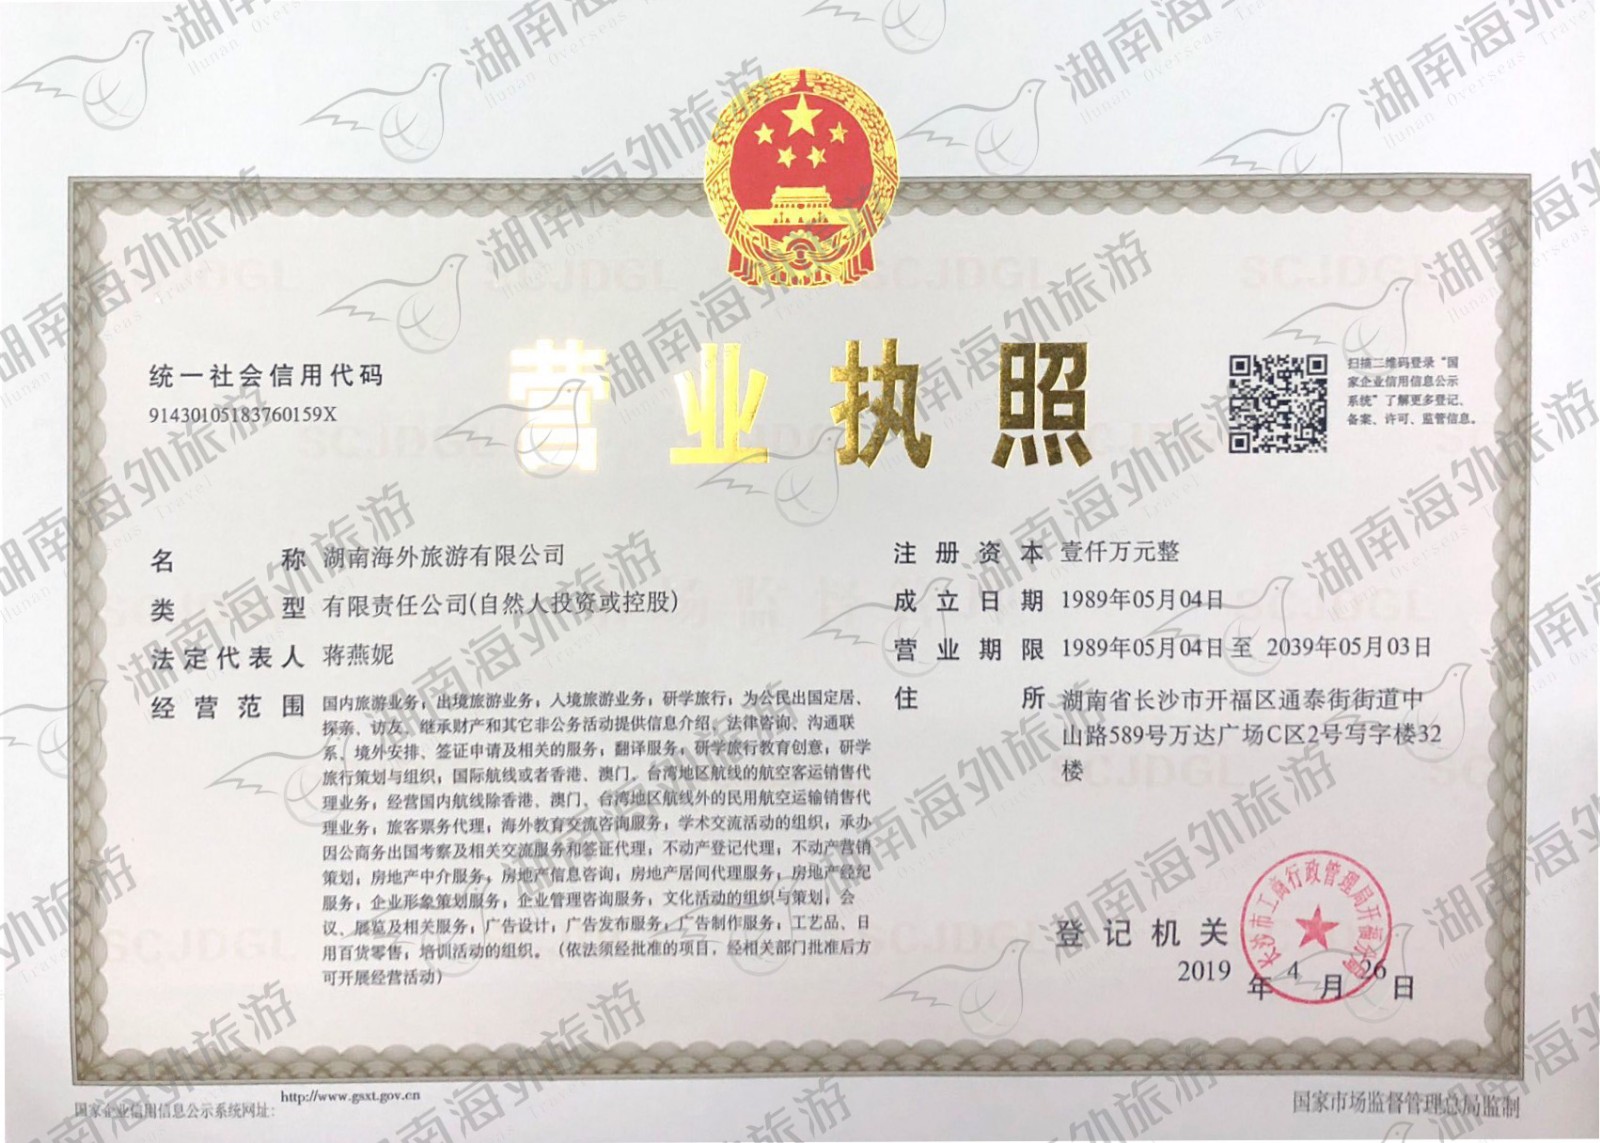 营业执照
统一社会信用代码
91430105183760159X
扫描二维码登录“国
家企业信用信息公示
系统”了解更多登记、
备案、许可、监管信息。
名称 湖南海外旅游有限公司
类型 有限责任公司(自然人投资或控股)
法定代表人 蒋燕妮
经营范围 国内旅游业务；出境旅游业务；入境旅游业务；研学旅行；为公民出国定居、
探亲、访友、继承财产和其它非公务活动提供信息介绍、法律咨询、沟通联
系、境外安排、签证申请及相关的服务；翻译服务；研学旅行教育创意；研学
旅行策划与组织；国际航线或者香港、澳门、台湾地区航线的航空客运销售代
理业务；经营国内航线除香港、澳门、台湾地区航线外的民用航空运输销售代
理业务；旅客票务代理；海外教育交流咨询服务；学术交流活动的组织；承办
因公商务出国考察及相关交流服务和签证代理；不动产登记代理；不动产营销
策划；房地产中介服务；房地产信息咨询；房地产居间代理服务；房地产经纪
服务；企业形象策划服务；企业管理咨询服务；文化活动的组织与策划；会
议、展览及相关服务；广告设计；广告发布服务；广告制作服务；工艺品、日
用百货零售；培训活动的组织。（依法须经批准的项目，经相关部门批准后方
可开展经营活动）
注册资本 壹仟万元整
成立日期 1989年05月04日
营业期限 1989年05月04日至 2039年05月03日
住所 湖南省长沙市开福区通泰街街道中
山路589号万达广场C区2号写字楼32
楼
登记机关
长沙市工商行政管理局开福分局
2019年4月26日
国家企业信用信息公示系统网址：http://www.gsxt.gov.cn
国家市场监督管理总局监制
湖南海外旅游
Hunan Overseas Travel
SCJDGL